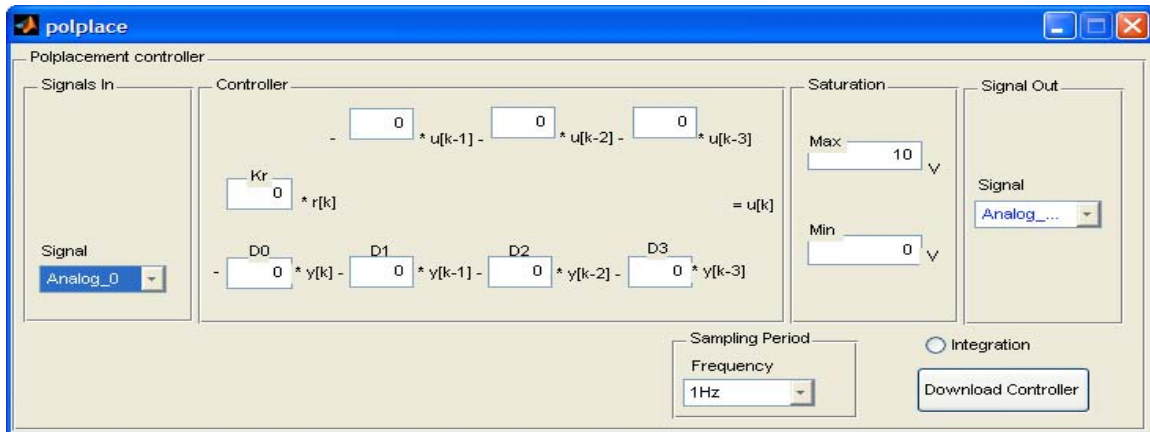 polplace
Polplacement controller
Signals In
Controller
Saturation
Signal Out
- 0 * u[k-1] - 0 * u[k-2] - 0 * u[k-3]
Max
10 V
Kr
0 * r[k]
= u[k]
Signal
Analog_...
Min
0 V
Signal
Analog_0
D0 D1 D2 D3
- 0 * y[k] - 0 * y[k-1] - 0 * y[k-2] - 0 * y[k-3]
Sampling Period
Frequency
1Hz
Integration
Download Controller